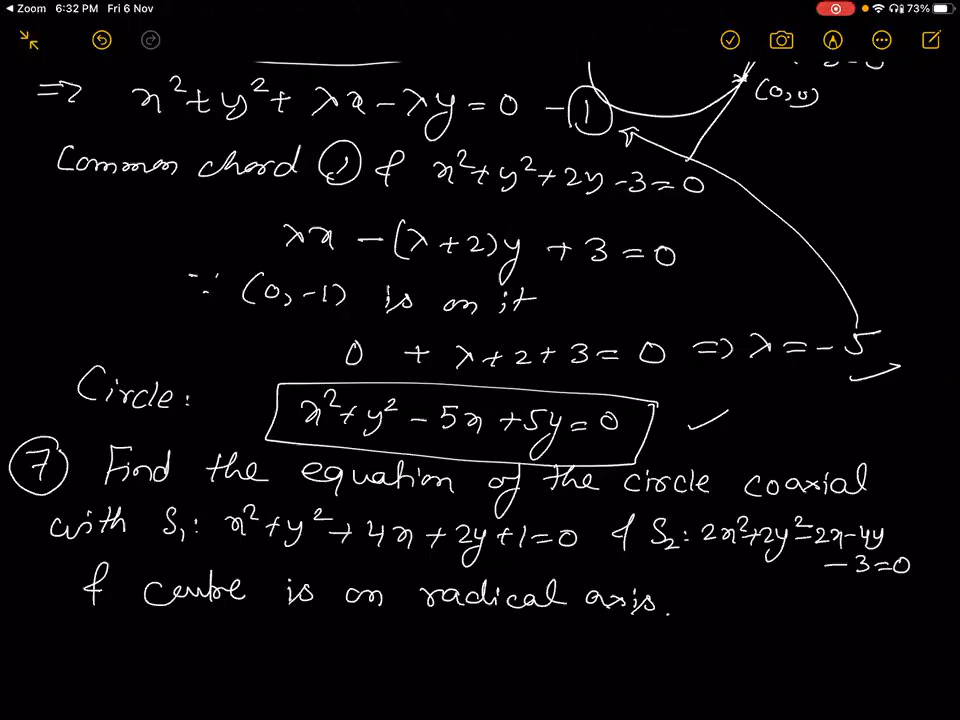 Zoom 6:32 PM Fri 6 Nov 73%
=> x²+y²+ λx - λy = 0 - ①
(0,0)
Common chord ① & x²+y²+2y-3=0
λx - (λ+2)y + 3 = 0
∵ (0,-1) is on it
0 + λ+2+3=0 => λ=-5
Circle: x²+y²-5x+5y=0
⑦ Find the equation of the circle coaxial
with S₁: x²+y²+4x+2y+1=0 & S₂: 2x²+2y²-2x-4y
-3=0
& centre is on radical axis.